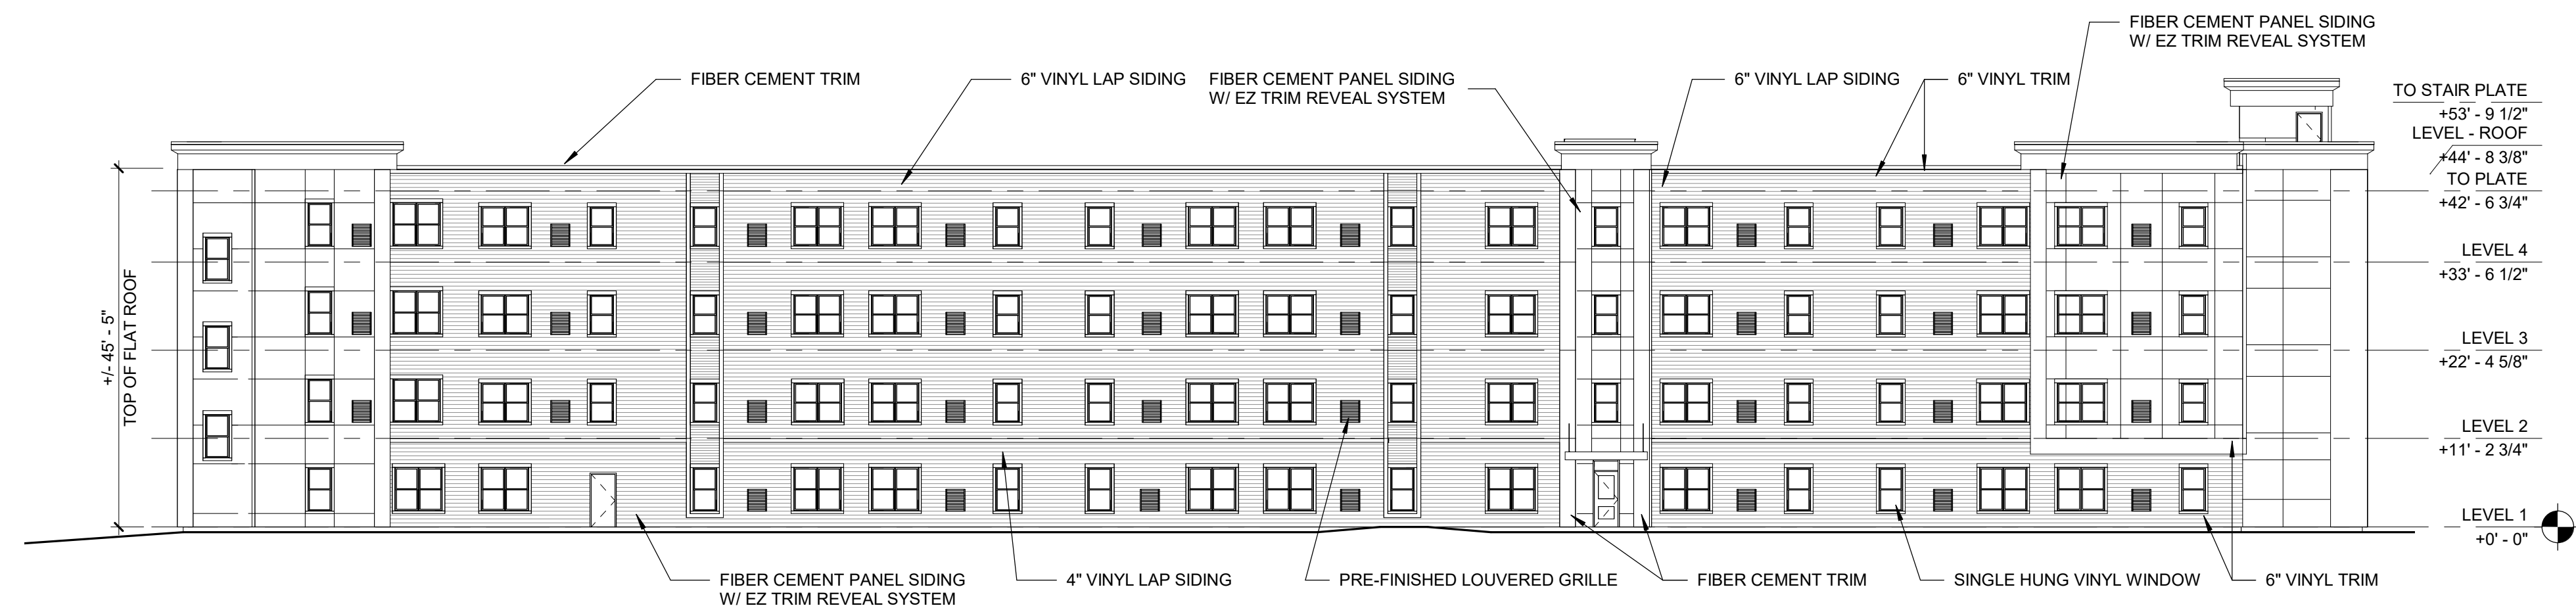 FIBER CEMENT PANEL SIDING
W/ EZ TRIM REVEAL SYSTEM
FIBER CEMENT TRIM
6" VINYL LAP SIDING
FIBER CEMENT PANEL SIDING
W/ EZ TRIM REVEAL SYSTEM
6" VINYL LAP SIDING
6" VINYL TRIM
TO STAIR PLATE
+53' - 9 1/2"
LEVEL - ROOF
+44' - 8 3/8"
TO PLATE
+42' - 6 3/4"
LEVEL 4
+33' - 6 1/2"
LEVEL 3
+22' - 4 5/8"
LEVEL 2
+11' - 2 3/4"
LEVEL 1
+0' - 0"
+/- 45' - 5"
TOP OF FLAT ROOF
FIBER CEMENT PANEL SIDING
W/ EZ TRIM REVEAL SYSTEM
4" VINYL LAP SIDING
PRE-FINISHED LOUVERED GRILLE
FIBER CEMENT TRIM
SINGLE HUNG VINYL WINDOW
6" VINYL TRIM